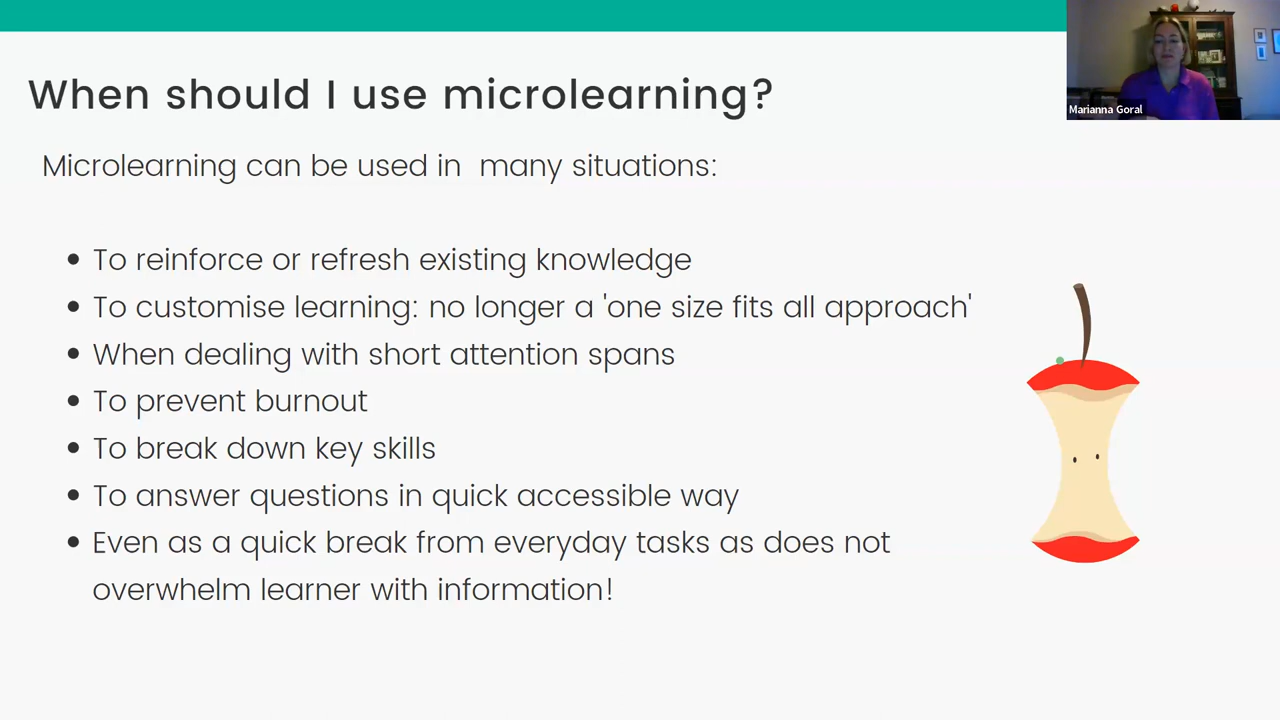 When should I use microlearning?
Marianna Goral
Microlearning can be used in  many situations:
• To reinforce or refresh existing knowledge
• To customise learning: no longer a 'one size fits all approach'
• When dealing with short attention spans
• To prevent burnout
• To break down key skills
• To answer questions in quick accessible way
• Even as a quick break from everyday tasks as does not
overwhelm learner with information!